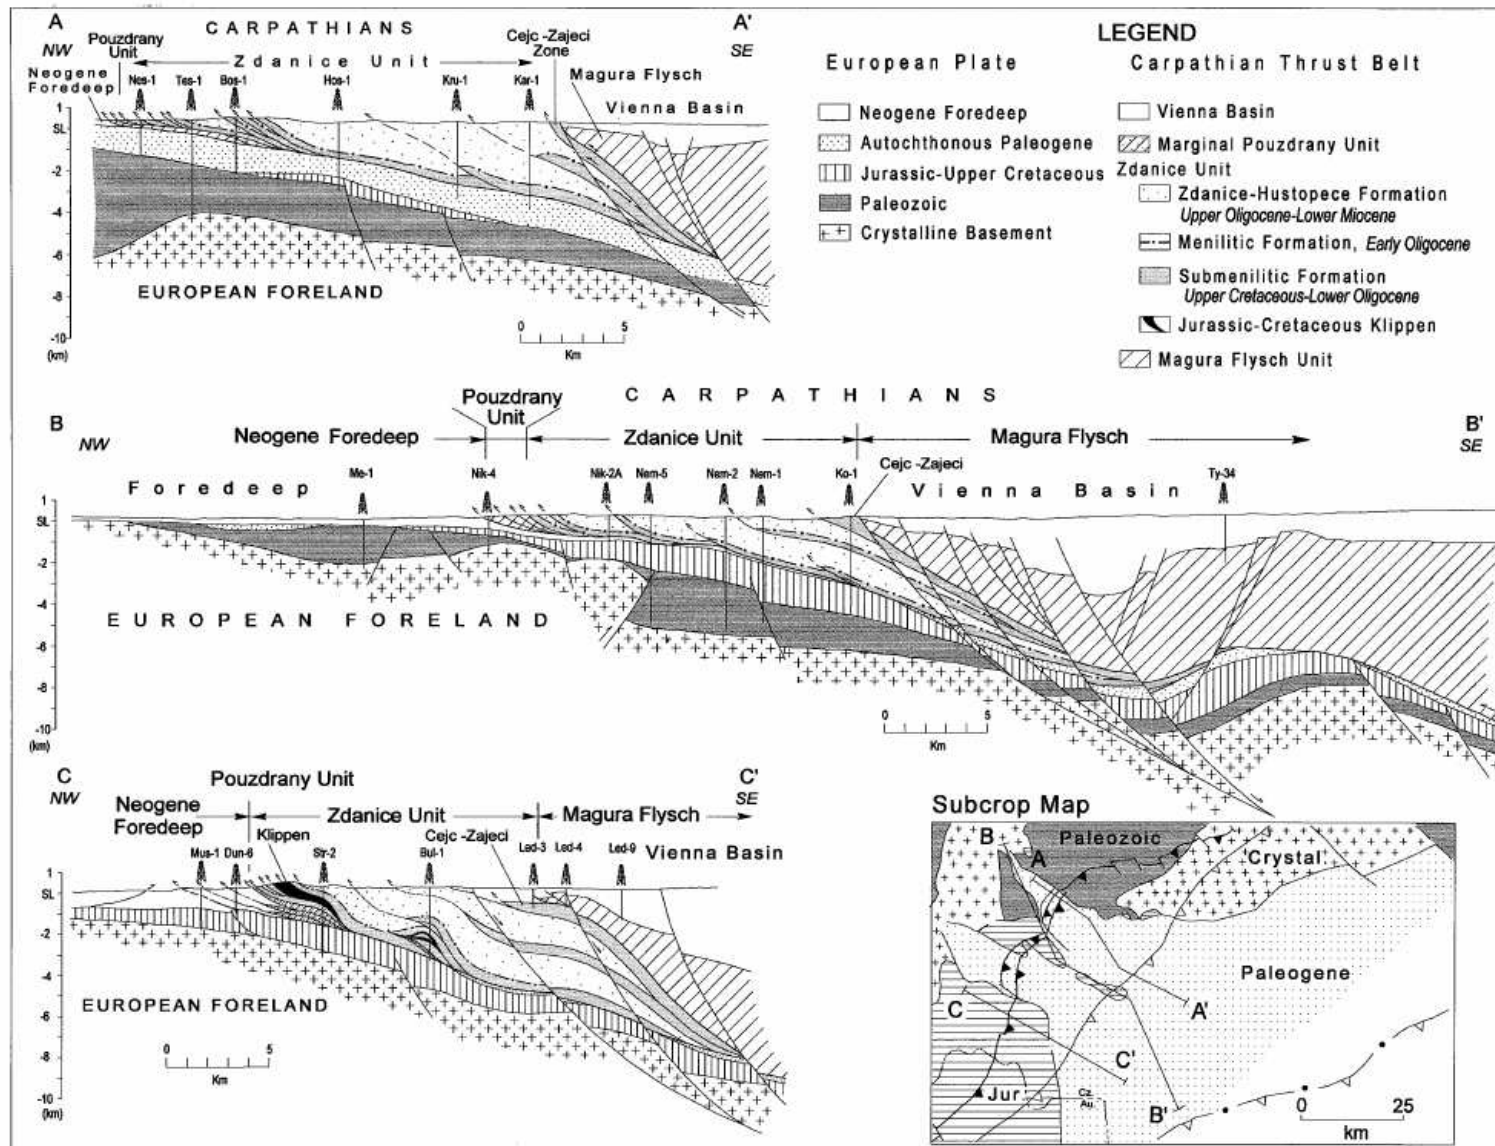 A
NW
CARPATHIANS
A'
SE
Pouzdrany
Unit
Zdanice Unit
Cejc -Zajeci
Zone
Neogene
Foredeep
Nes-1
Tes-1
Bos-1
Hos-1
Kru-1
Kar-1
Magura Flysch
Vienna Basin
1
SL
-2
-4
-6
-8
-10
(km)
EUROPEAN FORELAND
0 5
Km
LEGEND
European Plate
Neogene Foredeep
Autochthonous Paleogene
Jurassic-Upper Cretaceous
Paleozoic
Crystalline Basement
Carpathian Thrust Belt
Vienna Basin
Marginal Pouzdrany Unit
Zdanice Unit
Zdanice-Hustopece Formation
Upper Oligocene-Lower Miocene
Menilitic Formation, Early Oligocene
Submenilitic Formation
Upper Cretaceous-Lower Oligocene
Jurassic-Cretaceous Klippen
Magura Flysch Unit
B
NW
CARPATHIANS
B'
SE
Neogene Foredeep
Pouzdrany
Unit
Zdanice Unit
Magura Flysch
Foredeep
Me-1
Nik-4
Nik-2A
Nem-5
Nem-2
Nem-1
Ko-1
Cejc -Zajeci
Vienna Basin
Ty-34
1
SL
-2
-4
-6
-8
-10
(km)
EUROPEAN FORELAND
0 5
Km
C
NW
Pouzdrany Unit
C'
SE
Neogene
Foredeep
Zdanice Unit
Magura Flysch
Klippen
Cejc -Zajeci
Mus-1
Dun-6
Str-2
Bul-1
Led-3
Led-4
Led-9
Vienna Basin
1
SL
-2
-4
-6
-8
-10
(km)
EUROPEAN FORELAND
0 5
Km
Subcrop Map
B
A
Paleozoic
Crystal.
Paleogene
C
A'
C'
Jur
Cz.
Au.
B'
0 25
km